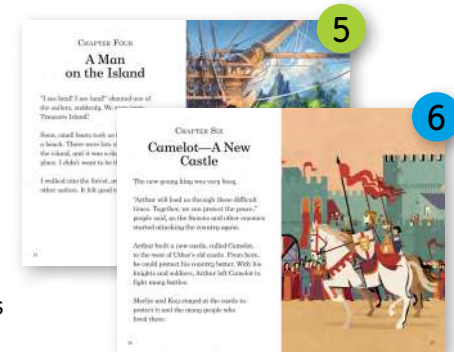 5
CHAPTER FOUR
A Man
on the Island
"I see land! I see land!" shouted one of
the sailors, suddenly. We
Treasure Island!
Soon, small boats took us
a beach. There were lots
the island, and it was a
place. I didn't want to
I walked into the forest,
other sailors. It felt good
6
CHAPTER SIX
Camelot—A New
Castle
The new young king was very busy.
"Arthur will lead us through these difficult
times. Together, we can protect the peace,"
people said, as the Saxons and other enemies
started attacking the country again.
Arthur built a new castle, called Camelot,
to the west of Uther's old castle. From here,
he could protect his country better. With his
knights and soldiers, Arthur left Camelot to
fight many battles.
Merlin and Kay stayed at the castle to
protect it and the many people who
lived there.
s